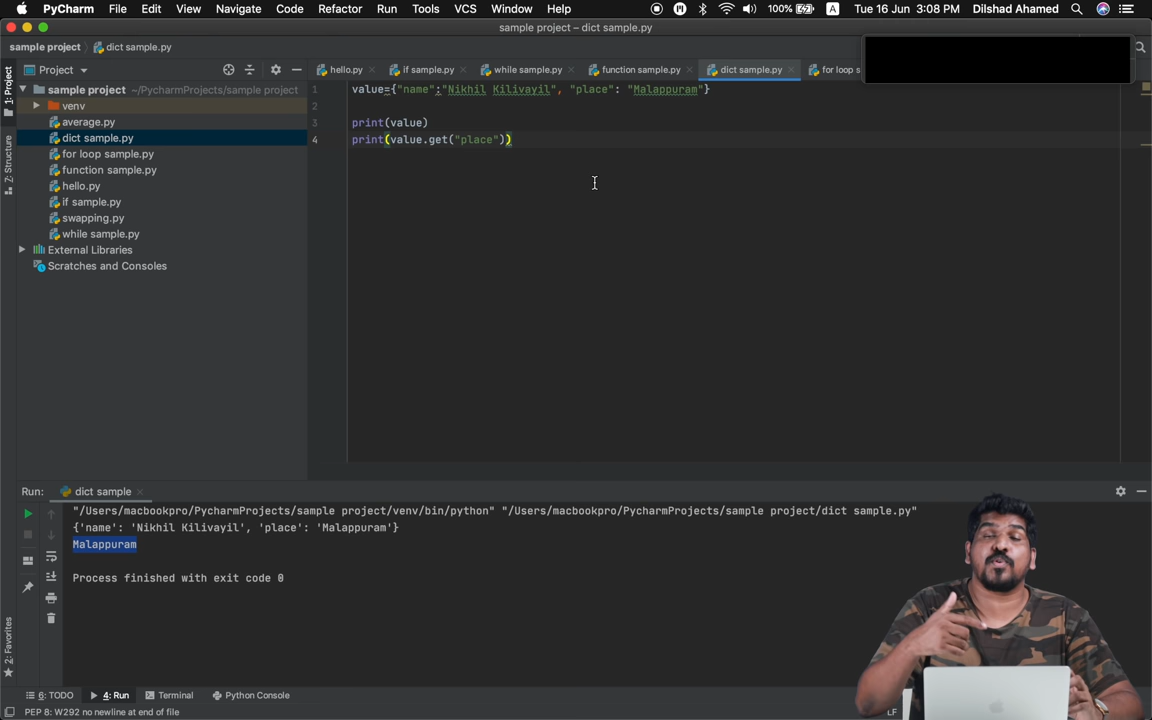 PyCharm File Edit View Navigate Code Refactor Run Tools VCS Window Help 100% A Tue 16 Jun 3:08 PM Dilshad Ahamed
sample project – dict sample.py
sample project dict sample.py
Project hello.py if sample.py while sample.py function sample.py dict sample.py for loop s
1: Project
7: Structure
2: Favorites
sample project ~/PycharmProjects/sample project
venv
average.py
dict sample.py
for loop sample.py
function sample.py
hello.py
if sample.py
swapping.py
while sample.py
External Libraries
Scratches and Consoles
1 value={"name":"Nikhil Kilivayil", "place": "Malappuram"}
2
3 print(value)
4 print(value.get("place"))
Run: dict sample
"/Users/macbookpro/PycharmProjects/sample project/venv/bin/python" "/Users/macbookpro/PycharmProjects/sample project/dict sample.py"
{'name': 'Nikhil Kilivayil', 'place': 'Malappuram'}
Malappuram
Process finished with exit code 0
6: TODO 4: Run Terminal Python Console
PEP 8: W292 no newline at end of file LF